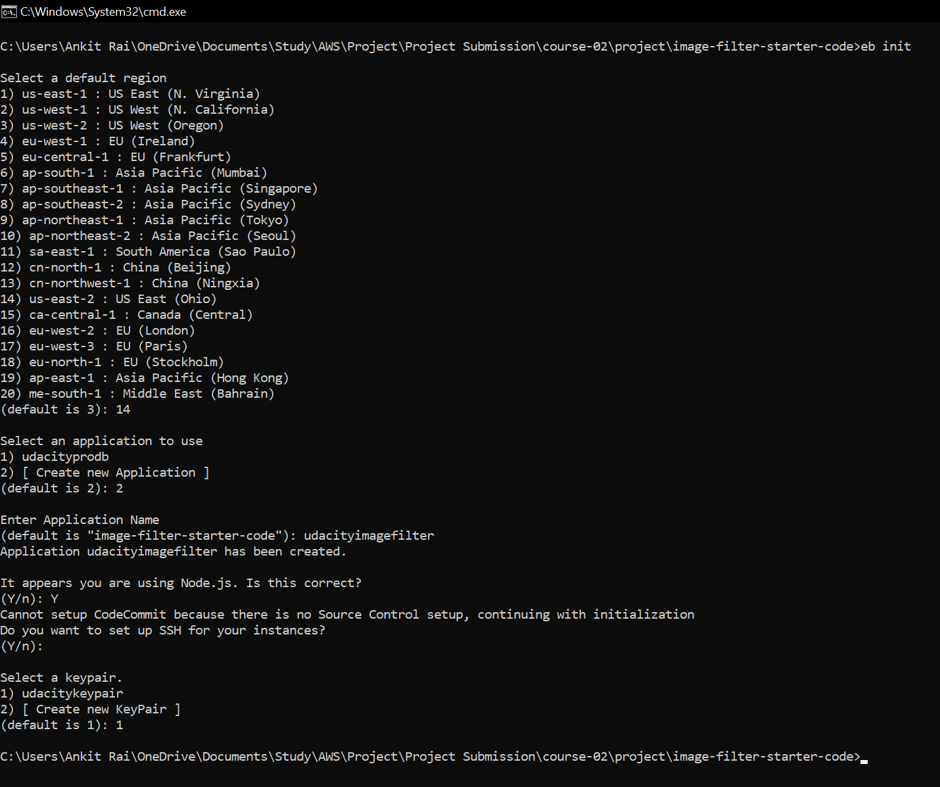 C:\Windows\System32\cmd.exe
C:\Users\Ankit Rai\OneDrive\Documents\Study\AWS\Project\Project Submission\course-02\project\image-filter-starter-code>eb init
Select a default region
1) us-east-1 : US East (N. Virginia)
2) us-west-1 : US West (N. California)
3) us-west-2 : US West (Oregon)
4) eu-west-1 : EU (Ireland)
5) eu-central-1 : EU (Frankfurt)
6) ap-south-1 : Asia Pacific (Mumbai)
7) ap-southeast-1 : Asia Pacific (Singapore)
8) ap-southeast-2 : Asia Pacific (Sydney)
9) ap-northeast-1 : Asia Pacific (Tokyo)
10) ap-northeast-2 : Asia Pacific (Seoul)
11) sa-east-1 : South America (Sao Paulo)
12) cn-north-1 : China (Beijing)
13) cn-northwest-1 : China (Ningxia)
14) us-east-2 : US East (Ohio)
15) ca-central-1 : Canada (Central)
16) eu-west-2 : EU (London)
17) eu-west-3 : EU (Paris)
18) eu-north-1 : EU (Stockholm)
19) ap-east-1 : Asia Pacific (Hong Kong)
20) me-south-1 : Middle East (Bahrain)
(default is 3): 14
Select an application to use
1) udacityprodb
2) [ Create new Application ]
(default is 2): 2
Enter Application Name
(default is "image-filter-starter-code"): udacityimagefilter
Application udacityimagefilter has been created.
It appears you are using Node.js. Is this correct?
(Y/n): Y
Cannot setup CodeCommit because there is no Source Control setup, continuing with initialization
Do you want to set up SSH for your instances?
(Y/n):
Select a keypair.
1) udacitykeypair
2) [ Create new KeyPair ]
(default is 1): 1
C:\Users\Ankit Rai\OneDrive\Documents\Study\AWS\Project\Project Submission\course-02\project\image-filter-starter-code>